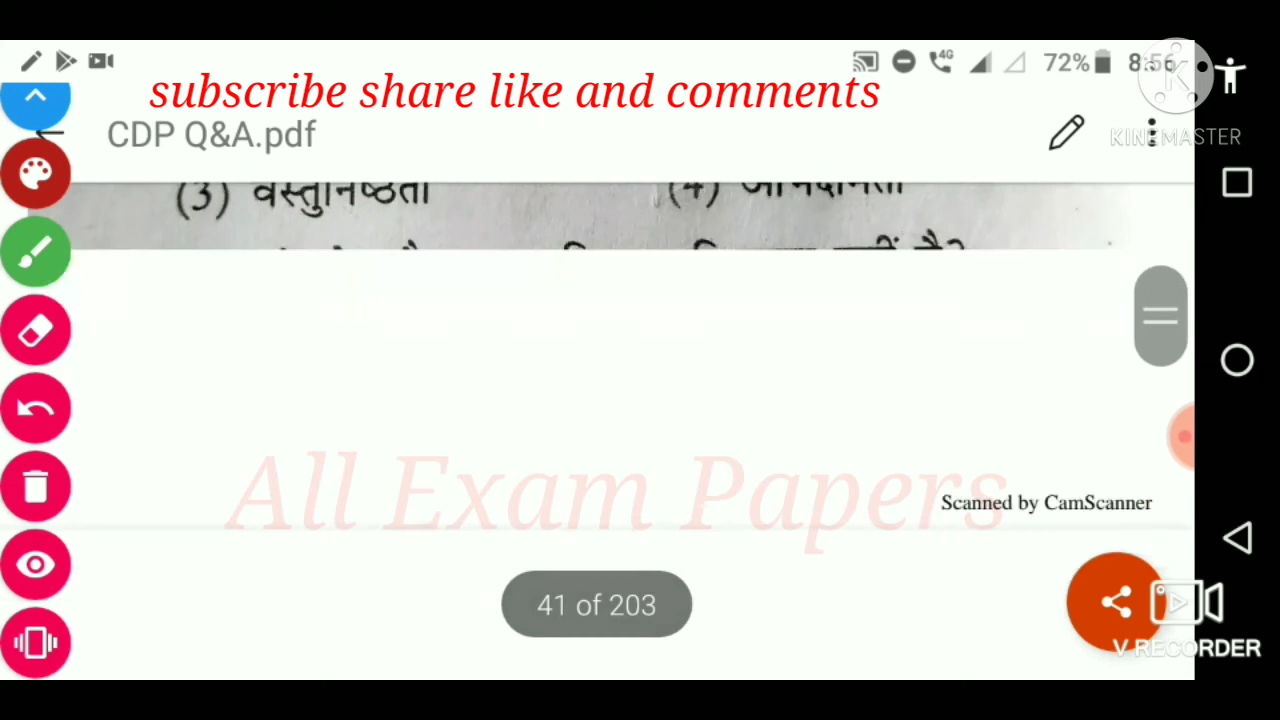 4G
72% 8:56
subscribe share like and comments
CDP Q&A.pdf
KINEMASTER
(3) वस्तुनिष्ठता (4)
All Exam Papers
Scanned by CamScanner
41 of 203
V RECORDER